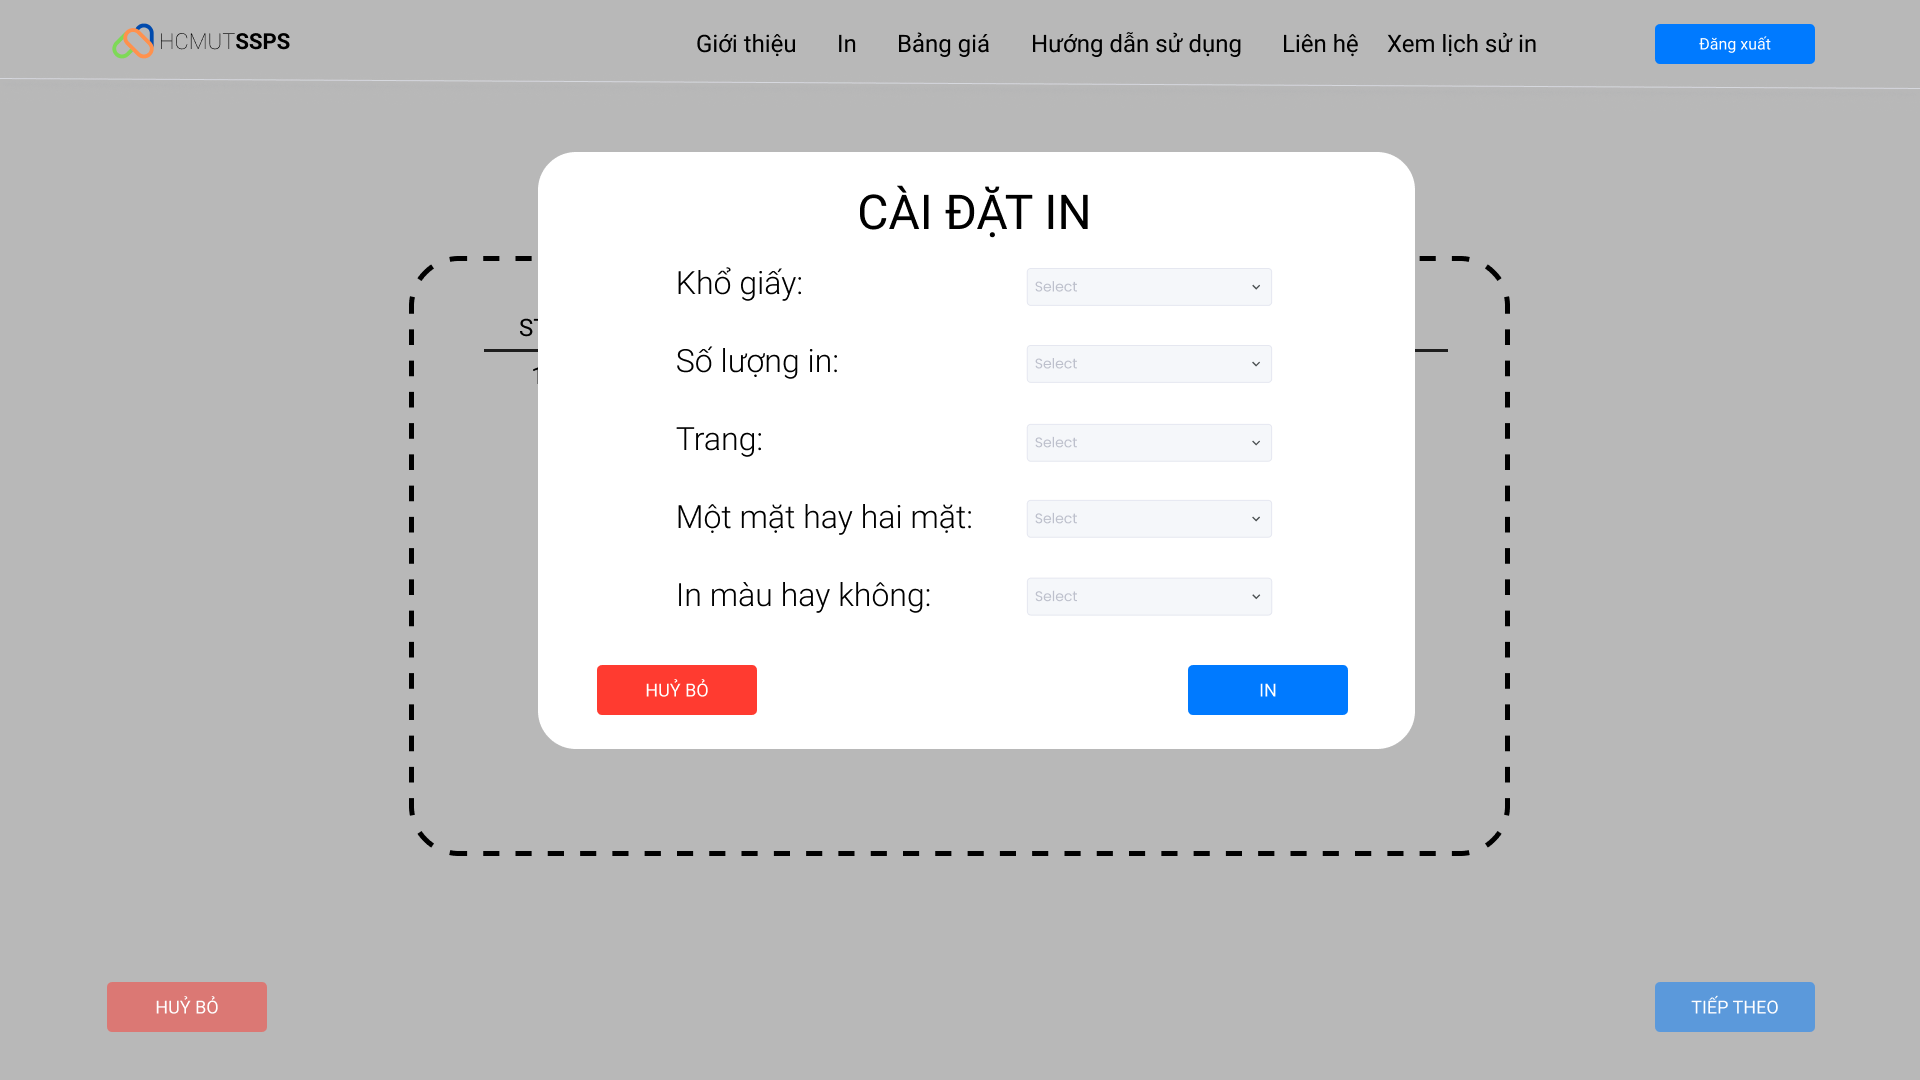 HCMUTSSPS
Giới thiệu In Bảng giá Hướng dẫn sử dụng Liên hệ Xem lịch sử in Đăng xuất
CÀI ĐẶT IN
Khổ giấy: Select
Số lượng in: Select
Trang: Select
Một mặt hay hai mặt: Select
In màu hay không: Select
HUỶ BỎ IN
HUỶ BỎ TIẾP THEO